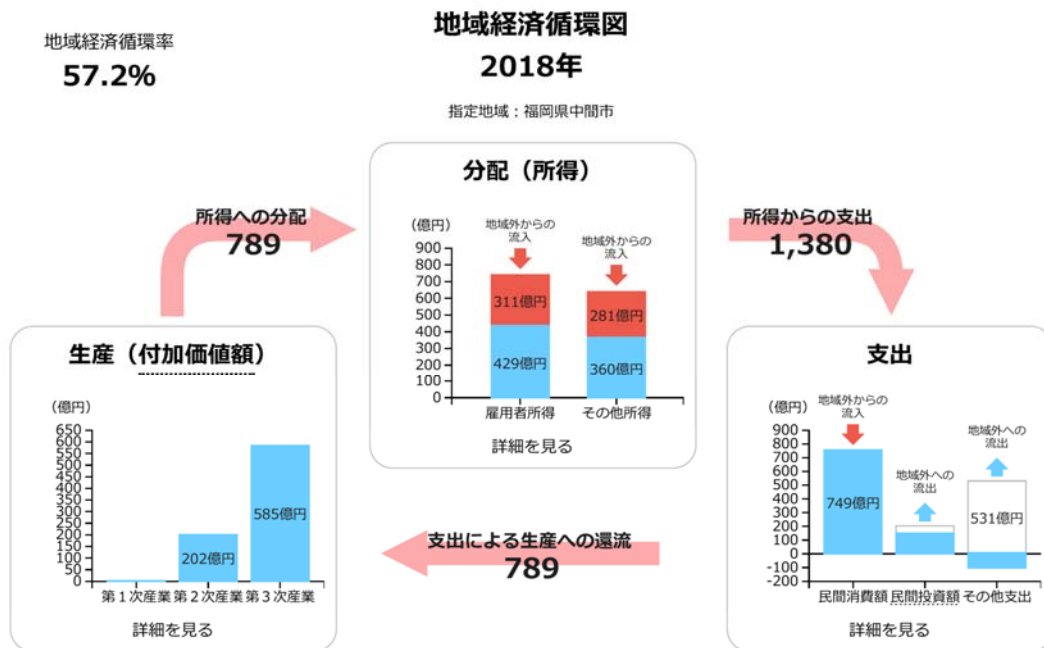 地域経済循環図
2018年
指定地域：福岡県中間市
地域経済循環率
57.2%
所得への分配
789
分配（所得）
（億円）
900
800
700
600
500
400
300
200
100
0
地域外からの
流入
地域外からの
流入
311億円
281億円
429億円
360億円
雇用者所得
その他所得
詳細を見る
所得からの支出
1,380
生産（付加価値額）
（億円）
650
600
550
500
450
400
350
300
250
200
150
100
50
0
202億円
585億円
第１次産業
第２次産業
第３次産業
詳細を見る
支出による生産への還流
789
支出
（億円）
900
800
700
600
500
400
300
200
100
0
-100
-200
地域外からの
流入
地域外への
流出
地域外への
流出
749億円
531億円
民間消費額
民間投資額
その他支出
詳細を見る